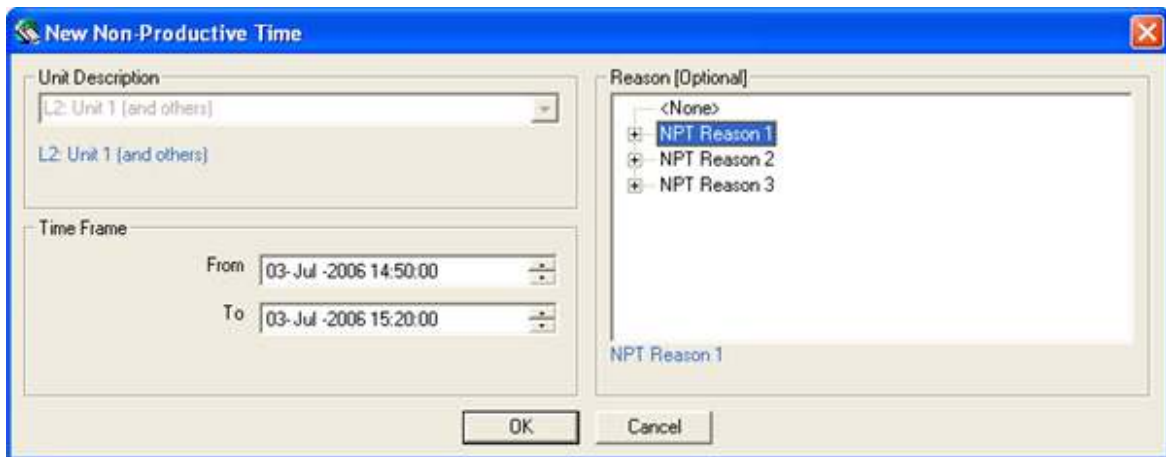 New Non-Productive Time
Unit Description
L2: Unit 1 (and others)
L2: Unit 1 (and others)
Time Frame
From 03-Jul -2006 14:50:00
To 03-Jul -2006 15:20:00
Reason [Optional]
<None>
NPT Reason 1
NPT Reason 2
NPT Reason 3
NPT Reason 1
OK Cancel